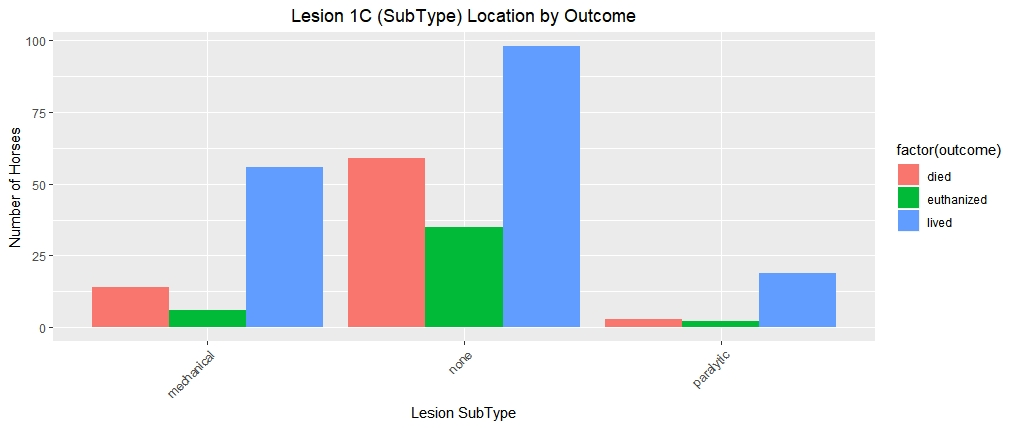 Lesion 1C (SubType) Location by Outcome
Number of Horses
100
75
50
25
0
mechanical
none
paralytic
Lesion SubType
factor(outcome)
died
euthanized
lived